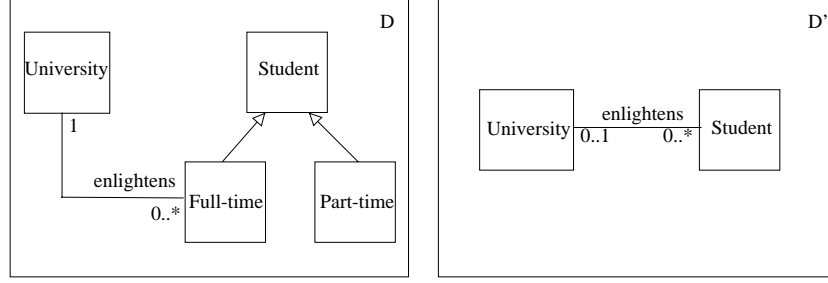 D
University
Student
1
enlightens
0..*
Full-time
Part-time
D'
University
enlightens
0..1
0..*
Student